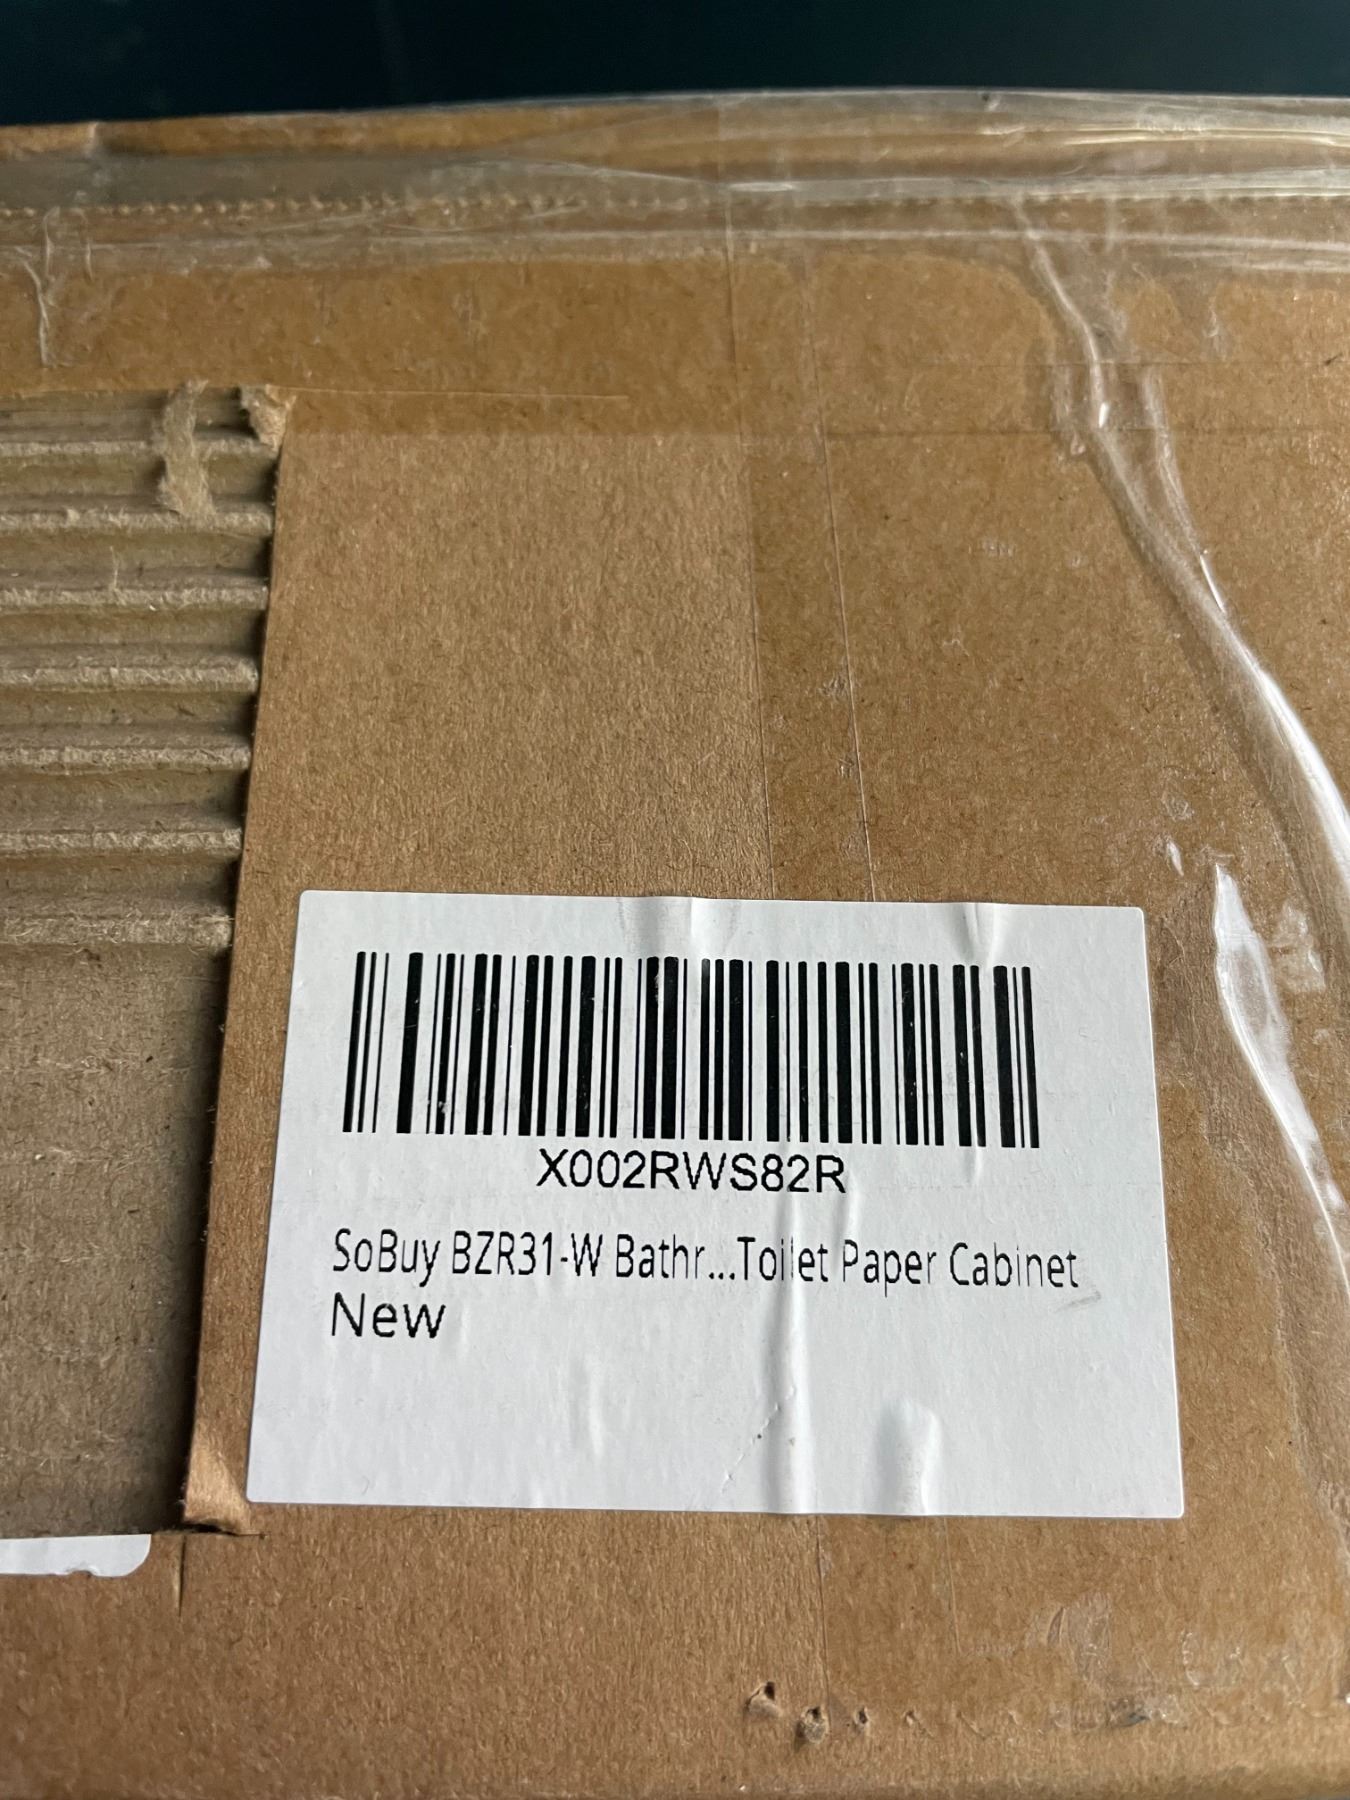 X002RWS82R
SoBuy BZR31-W Bathr...Toilet Paper Cabinet
New